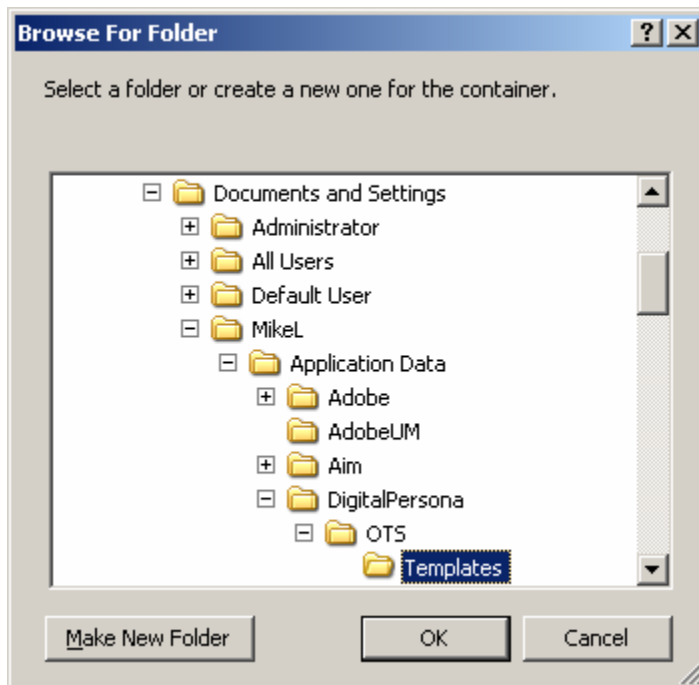 Browse For Folder
Select a folder or create a new one for the container.
Documents and Settings
Administrator
All Users
Default User
MikeL
Application Data
Adobe
AdobeUM
Aim
DigitalPersona
OTS
Templates
Make New Folder OK Cancel